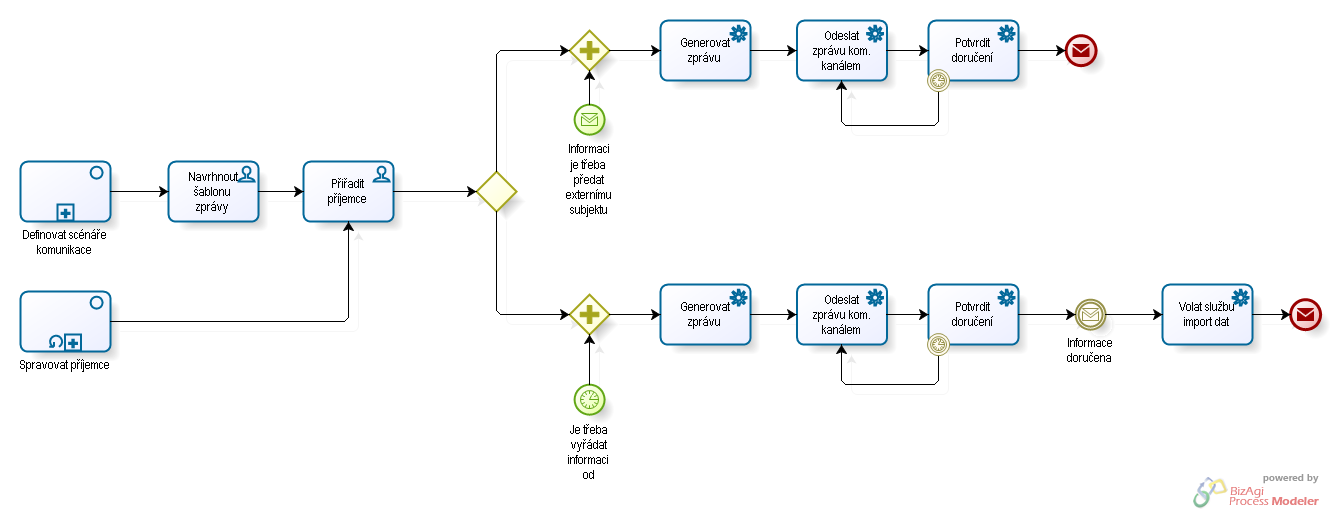 Generovat
zprávu
Odeslat
zprávu kom.
kanálem
Potvrdit
doručení
Informaci
je třeba
předat
externímu
subjektu
Definovat scénáře
komunikace
Navrhnout
šablonu
zprávy
Přiřadit
příjemce
Spravovat příjemce
Generovat
zprávu
Odeslat
zprávu kom.
kanálem
Potvrdit
doručení
Informace
doručena
Volat službu
import dat
Je třeba
vyřádat
informaci
od
powered by
BizAgi
Process Modeler